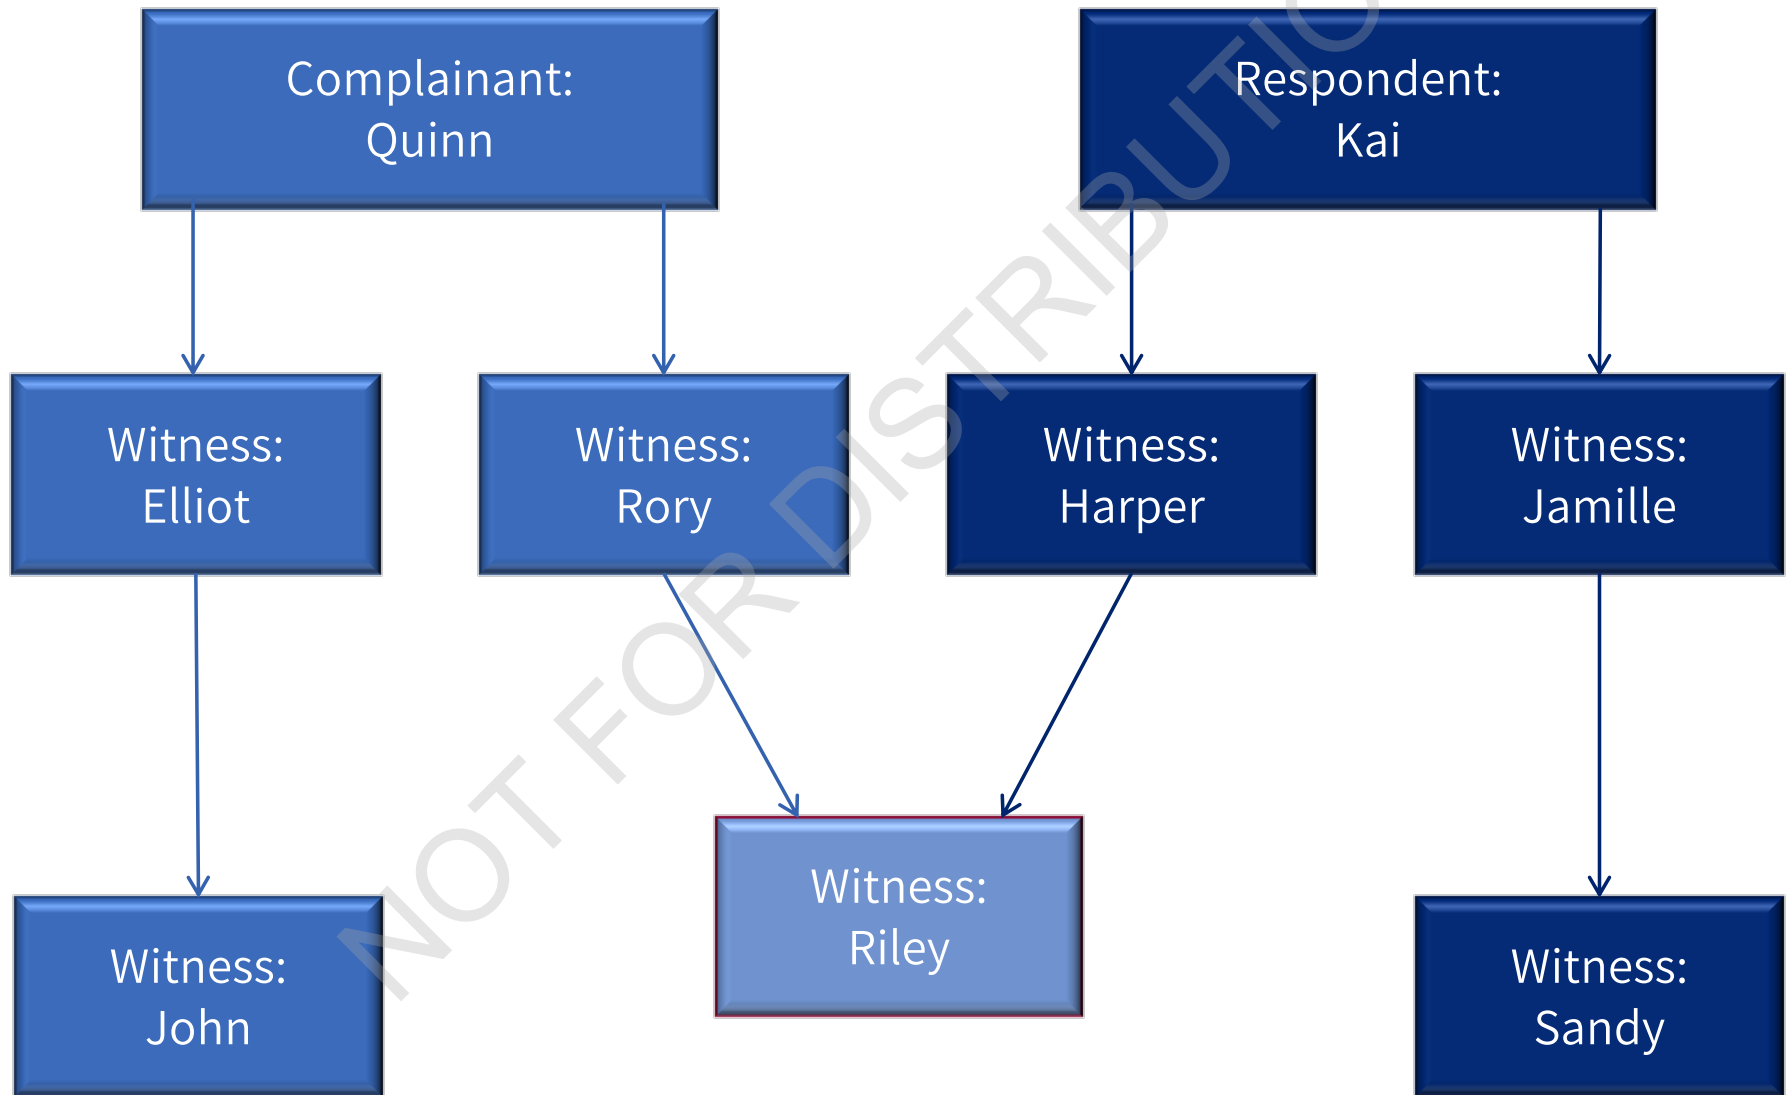 Complainant:
Quinn
Respondent:
Kai
Witness:
Elliot
Witness:
Rory
Witness:
Harper
Witness:
Jamille
Witness:
John
Witness:
Riley
Witness:
Sandy
NOT FOR DISTRIBUTIO